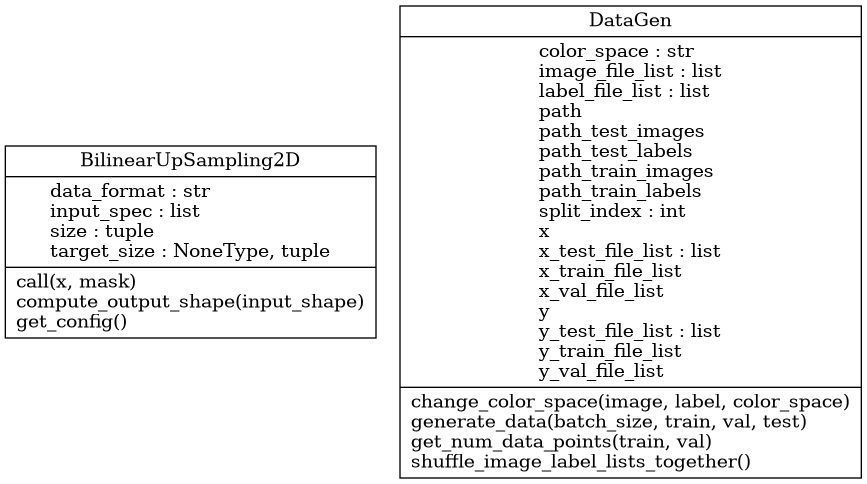 BilinearUpSampling2D
data_format : str
input_spec : list
size : tuple
target_size : NoneType, tuple
call(x, mask)
compute_output_shape(input_shape)
get_config()
DataGen
color_space : str
image_file_list : list
label_file_list : list
path
path_test_images
path_test_labels
path_train_images
path_train_labels
split_index : int
x
x_test_file_list : list
x_train_file_list
x_val_file_list
y
y_test_file_list : list
y_train_file_list
y_val_file_list
change_color_space(image, label, color_space)
generate_data(batch_size, train, val, test)
get_num_data_points(train, val)
shuffle_image_label_lists_together()